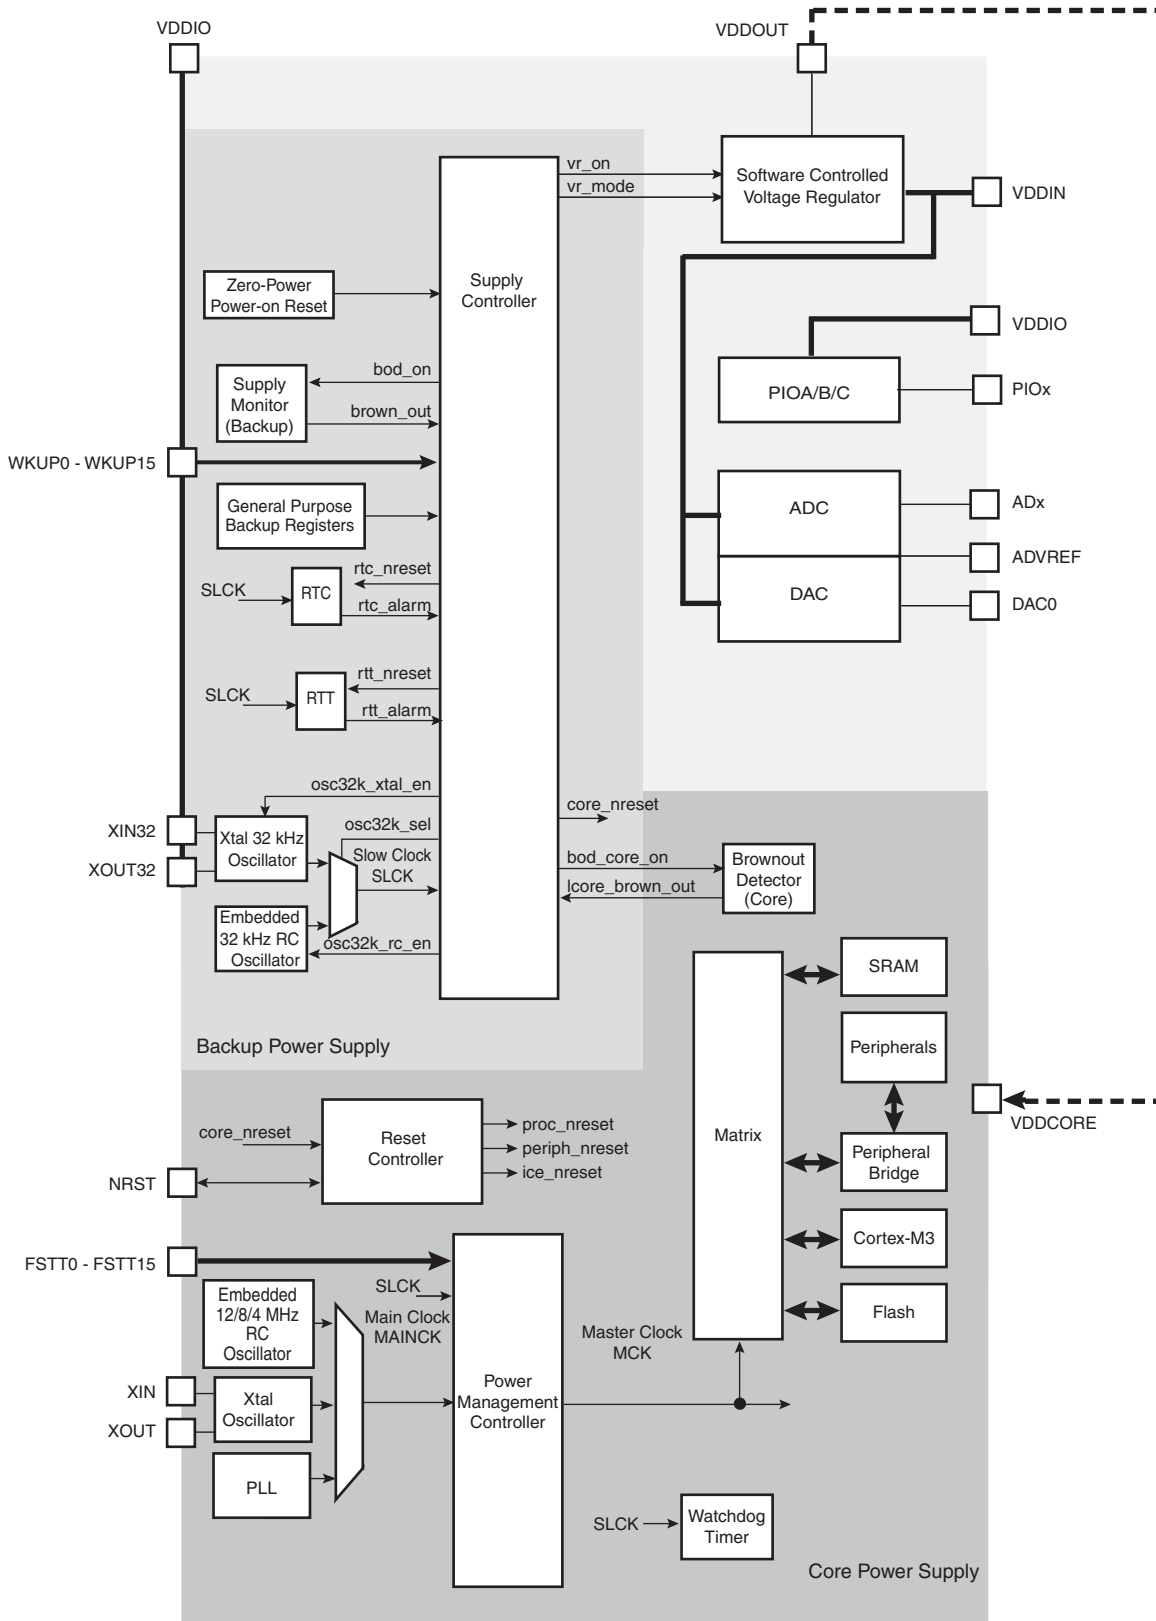 VDDIO
VDDOUT
vr_on
vr_mode
Software Controlled
Voltage Regulator
VDDIN
Zero-Power
Power-on Reset
Supply
Controller
VDDIO
bod_on
Supply
Monitor
(Backup)
brown_out
PIOA/B/C
PIOx
WKUP0 - WKUP15
General Purpose
Backup Registers
ADC
ADx
ADVREF
DAC
DAC0
rtc_nreset
SLCK
RTC
rtc_alarm
rtt_nreset
SLCK
RTT
rtt_alarm
osc32k_xtal_en
core_nreset
XIN32
Xtal 32 kHz
Oscillator
osc32k_sel
XOUT32
Slow Clock
SLCK
bod_core_on
lcore_brown_out
Brownout
Detector
(Core)
Embedded
32 kHz RC
Oscillator
osc32k_rc_en
Backup Power Supply
SRAM
Peripherals
Matrix
Peripheral
Bridge
Cortex-M3
Flash
VDDCORE
core_nreset
Reset
Controller
proc_nreset
periph_nreset
ice_nreset
NRST
FSTT0 - FSTT15
SLCK
Embedded
12/8/4 MHz
RC
Oscillator
Main Clock
MAINCK
Master Clock
MCK
XIN
Xtal
Oscillator
XOUT
Power
Management
Controller
PLL
SLCK
Watchdog
Timer
Core Power Supply